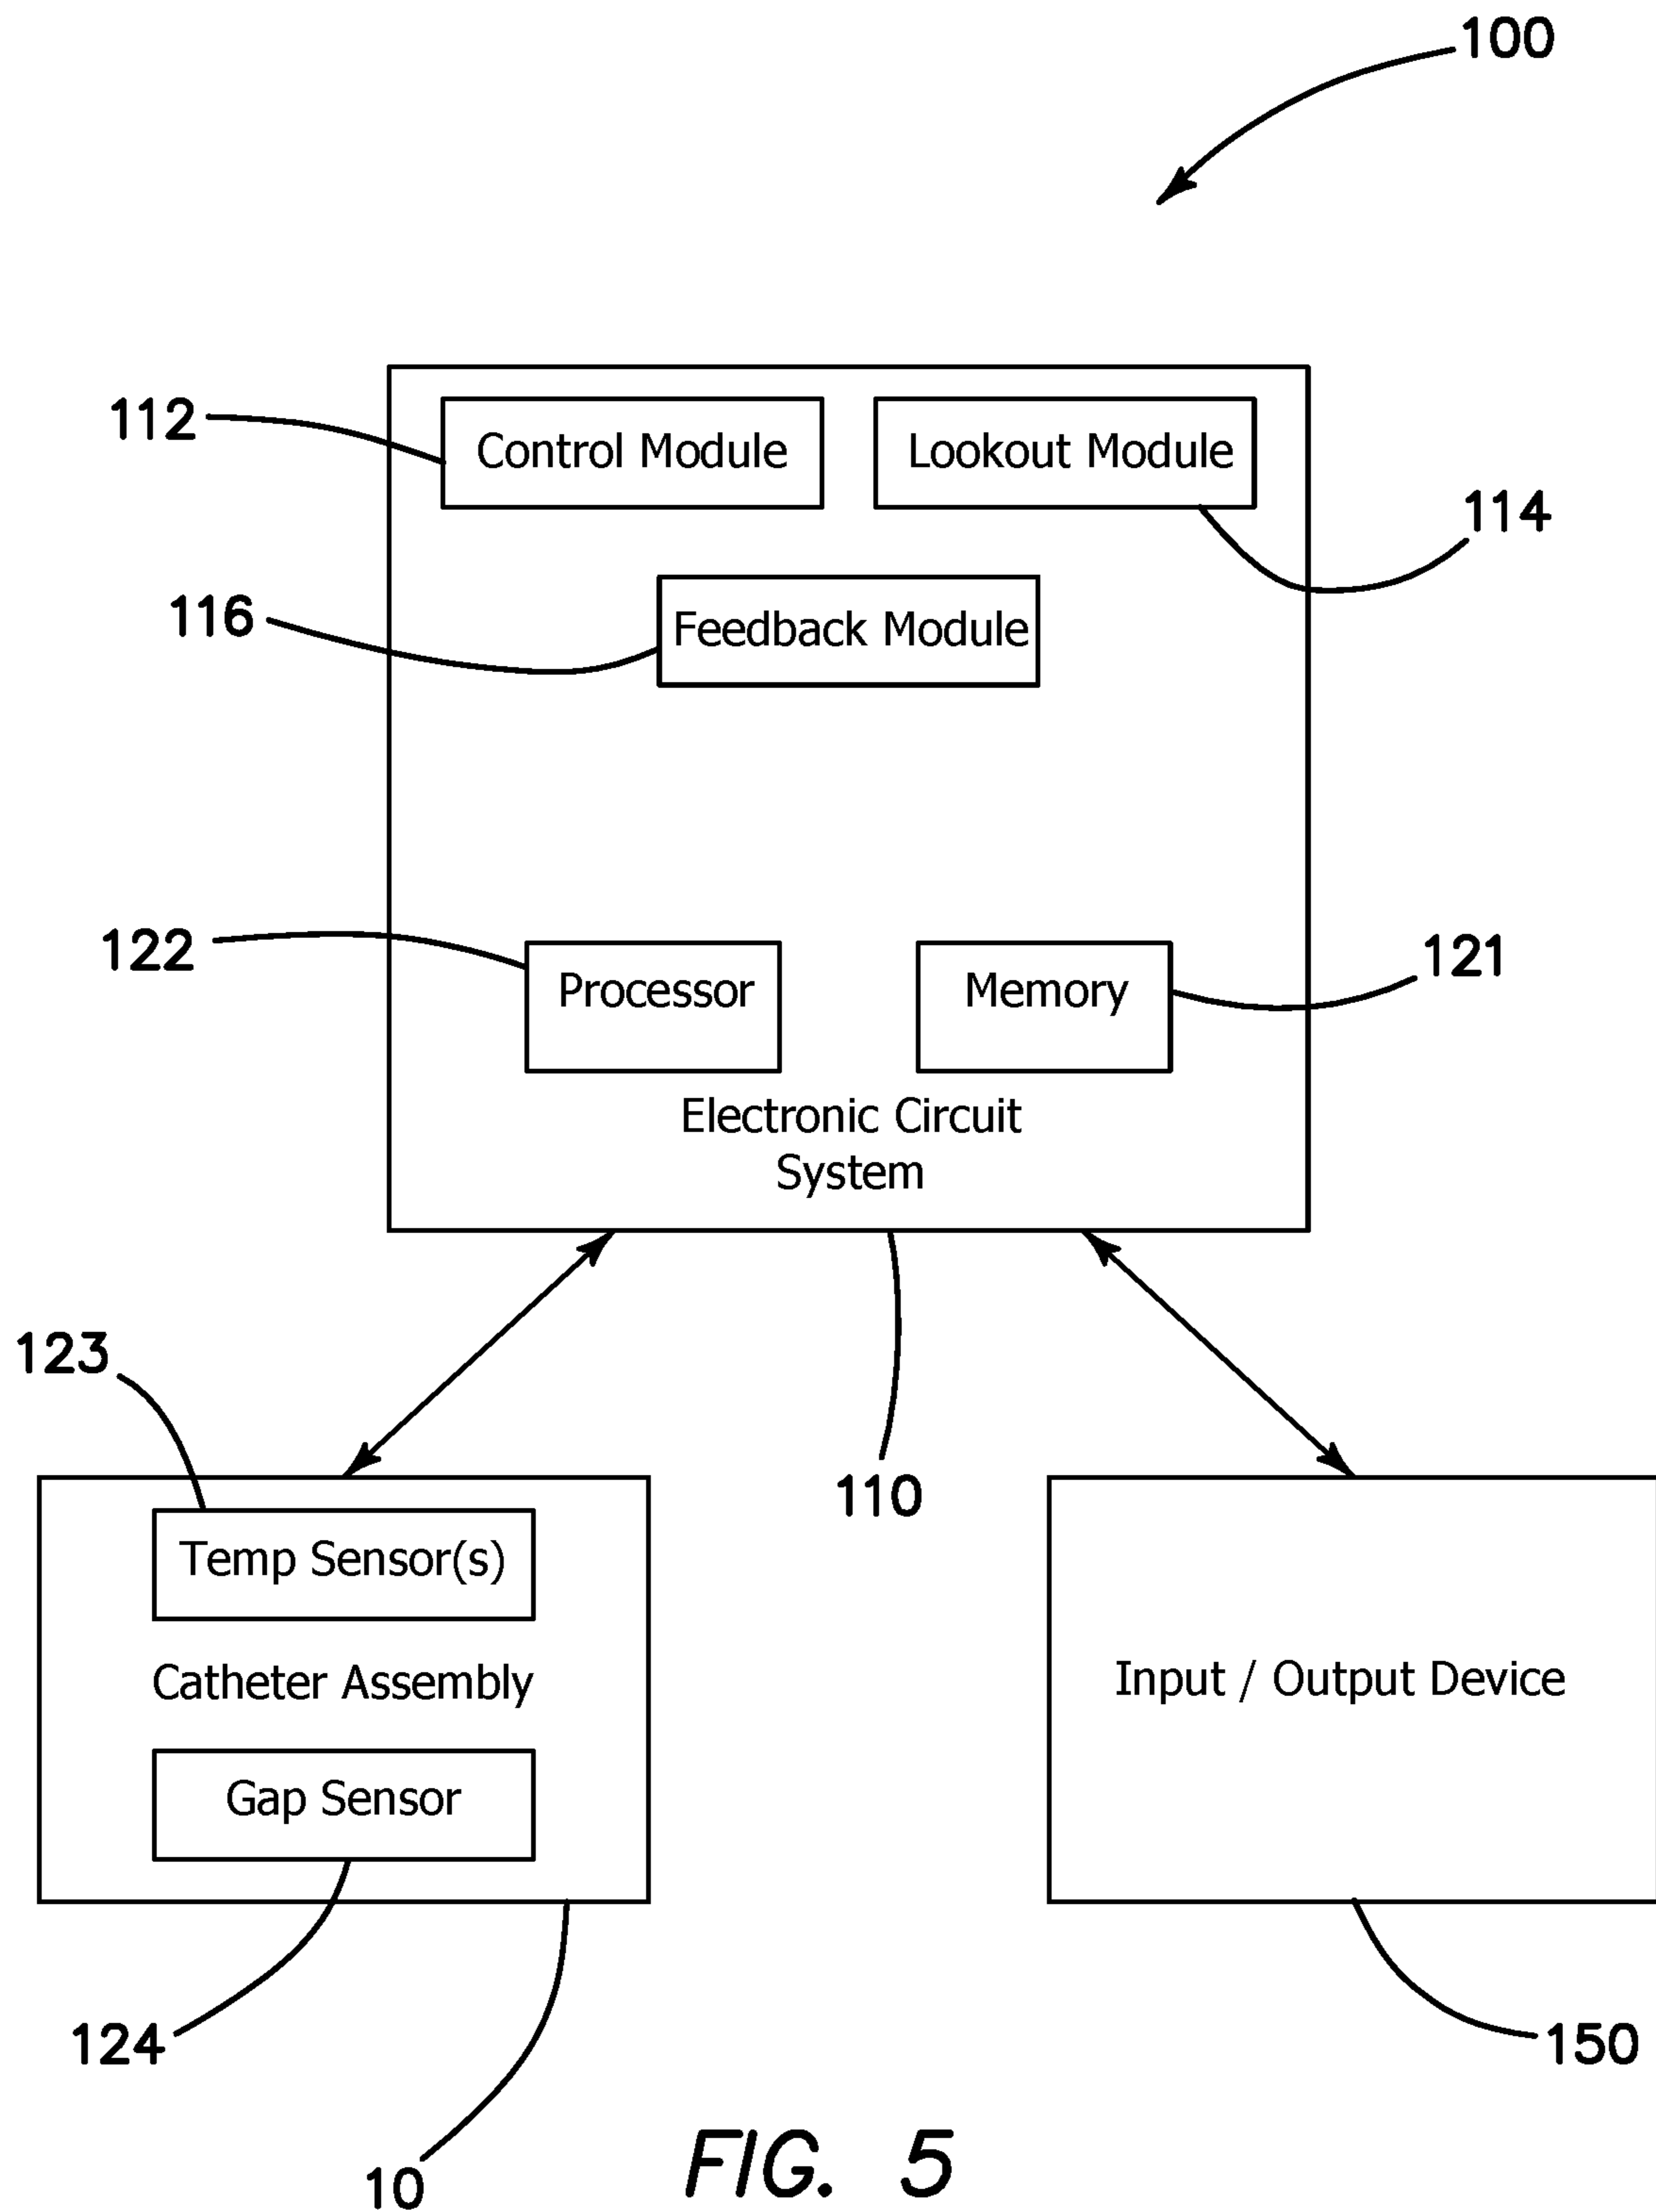 100
112
Control Module
Lookout Module
114
116
Feedback Module
122
Processor
Memory
121
Electronic Circuit
System
123
110
Temp Sensor(s)
Catheter Assembly
Input / Output Device
Gap Sensor
124
150
10
FIG. 5